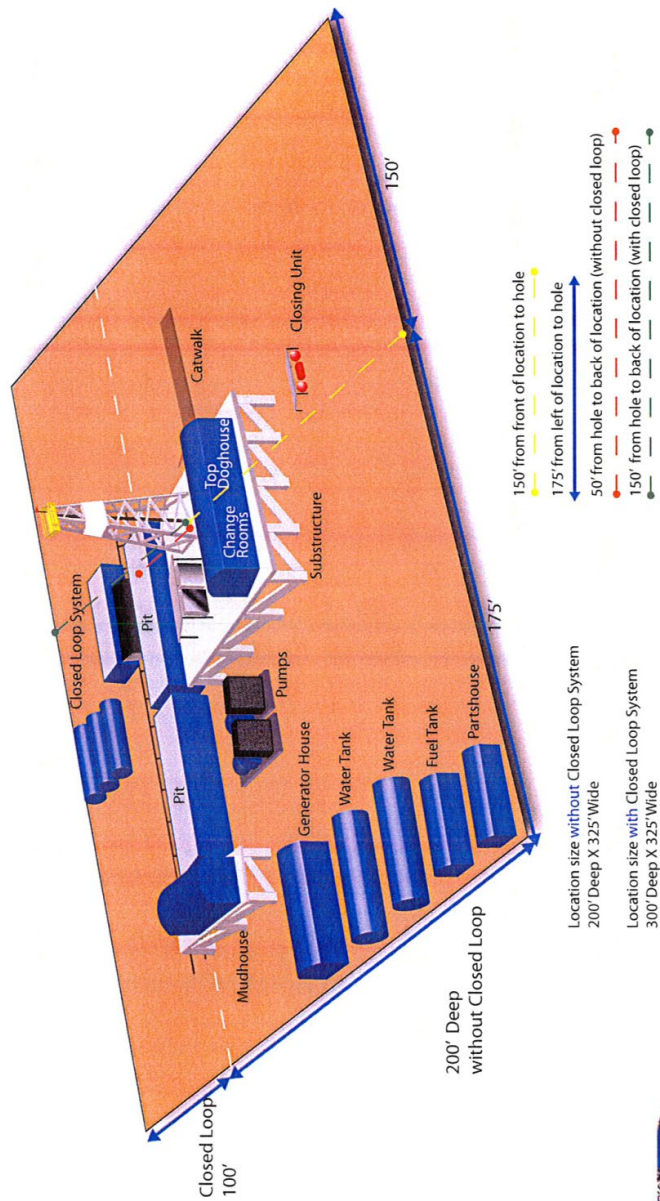 Closed Loop
100'
200' Deep
without Closed Loop
Closed Loop System
Pit
Pit
Mudhouse
Catwalk
Top
Doghouse
Change
Rooms
Closing Unit
Substructure
Pumps
Generator House
Water Tank
Water Tank
Fuel Tank
Partshouse
175'
150'
Location size without Closed Loop System
200' Deep X 325' Wide
Location size with Closed Loop System
300' Deep X 325' Wide
150' from front of location to hole
175' from left of location to hole
50' from hole to back of location (without closed loop)
150' from hole to back of location (with closed loop)